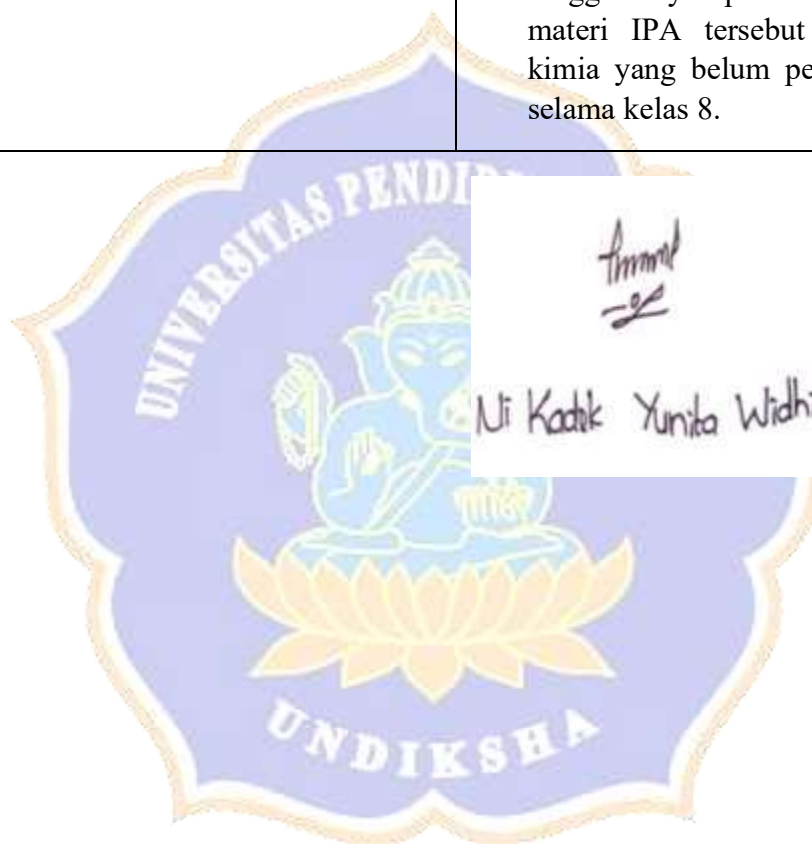 materi IPA tersebut
kimia yang belum pe
selama kelas 8.
UNIVERSITAS PENDI
Ni Kadek Yunita Widhi
UNDIKSHA